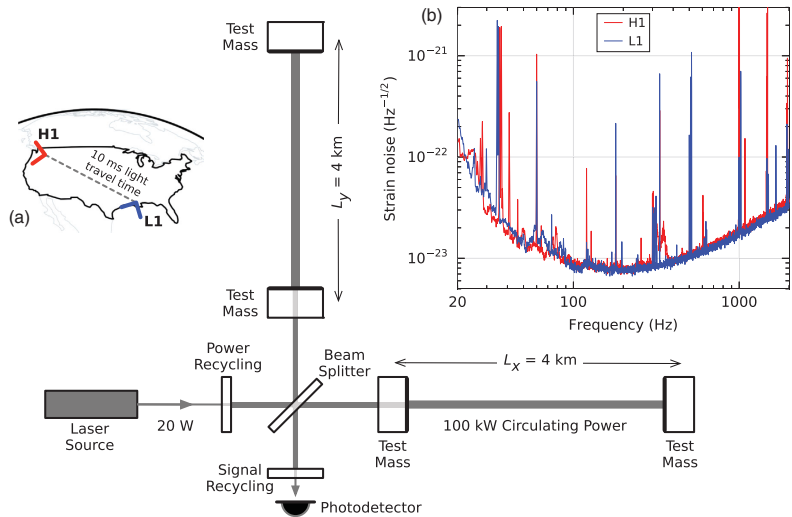 Test
Mass
L_y = 4 km
Test
Mass
H1
10 ms light
travel time
(a)
L1
(b)
H1
L1
Strain noise (Hz^{-1/2})
10^{-21}
10^{-22}
10^{-23}
20
100
1000
2000
Frequency (Hz)
Power
Recycling
Beam
Splitter
L_x = 4 km
Laser
Source
20 W
Test
Mass
100 kW Circulating Power
Test
Mass
Signal
Recycling
Photodetector